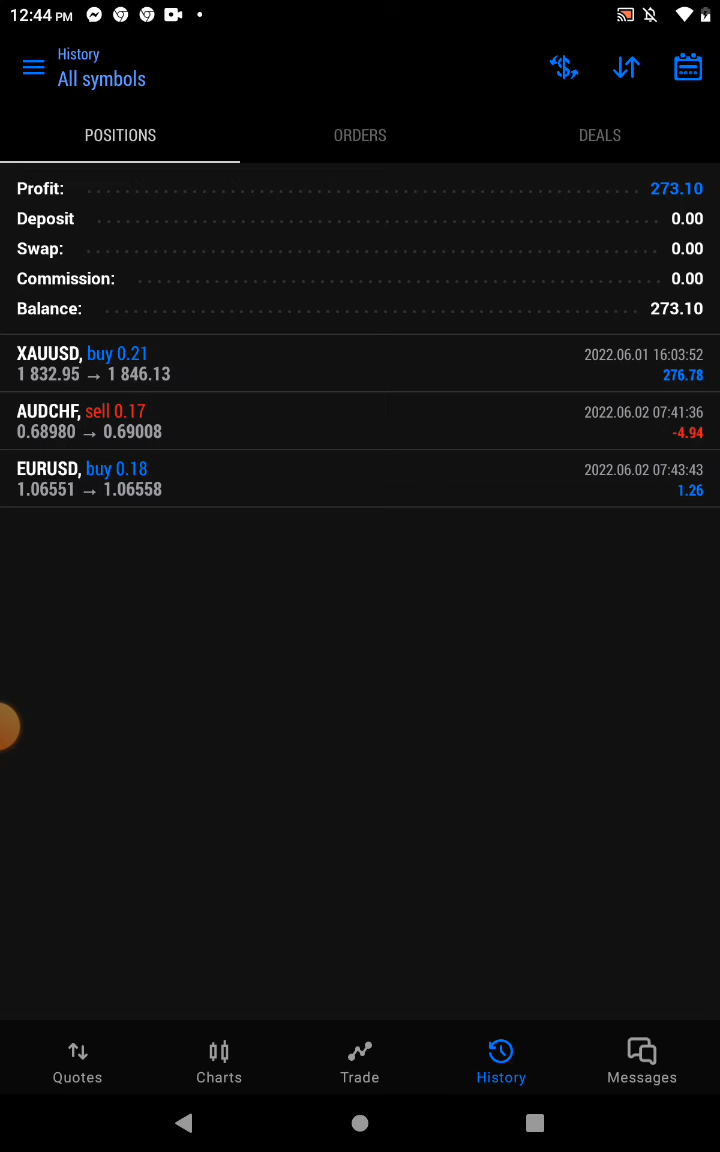 12:44 PM
History
All symbols
POSITIONS ORDERS DEALS
Profit: 273.10
Deposit 0.00
Swap: 0.00
Commission: 0.00
Balance: 273.10
XAUUSD, buy 0.21 2022.06.01 16:03:52
1 832.95 → 1 846.13 276.78
AUDCHF, sell 0.17 2022.06.02 07:41:36
0.68980 → 0.69008 -4.94
EURUSD, buy 0.18 2022.06.02 07:43:43
1.06551 → 1.06558 1.26
Quotes Charts Trade History Messages